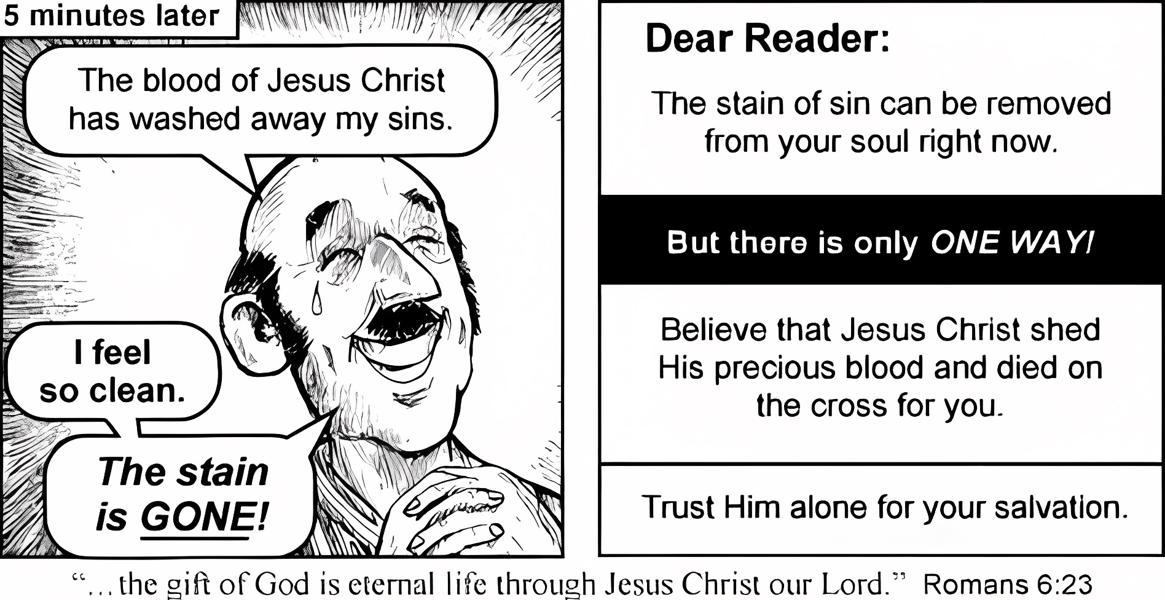 5 minutes later
The blood of Jesus Christ
has washed away my sins.
I feel
so clean.
The stain
is GONE!
Dear Reader:
The stain of sin can be removed
from your soul right now.
But there is only ONE WAY!
Believe that Jesus Christ shed
His precious blood and died on
the cross for you.
Trust Him alone for your salvation.
“...the gift of God is eternal life through Jesus Christ our Lord.” Romans 6:23